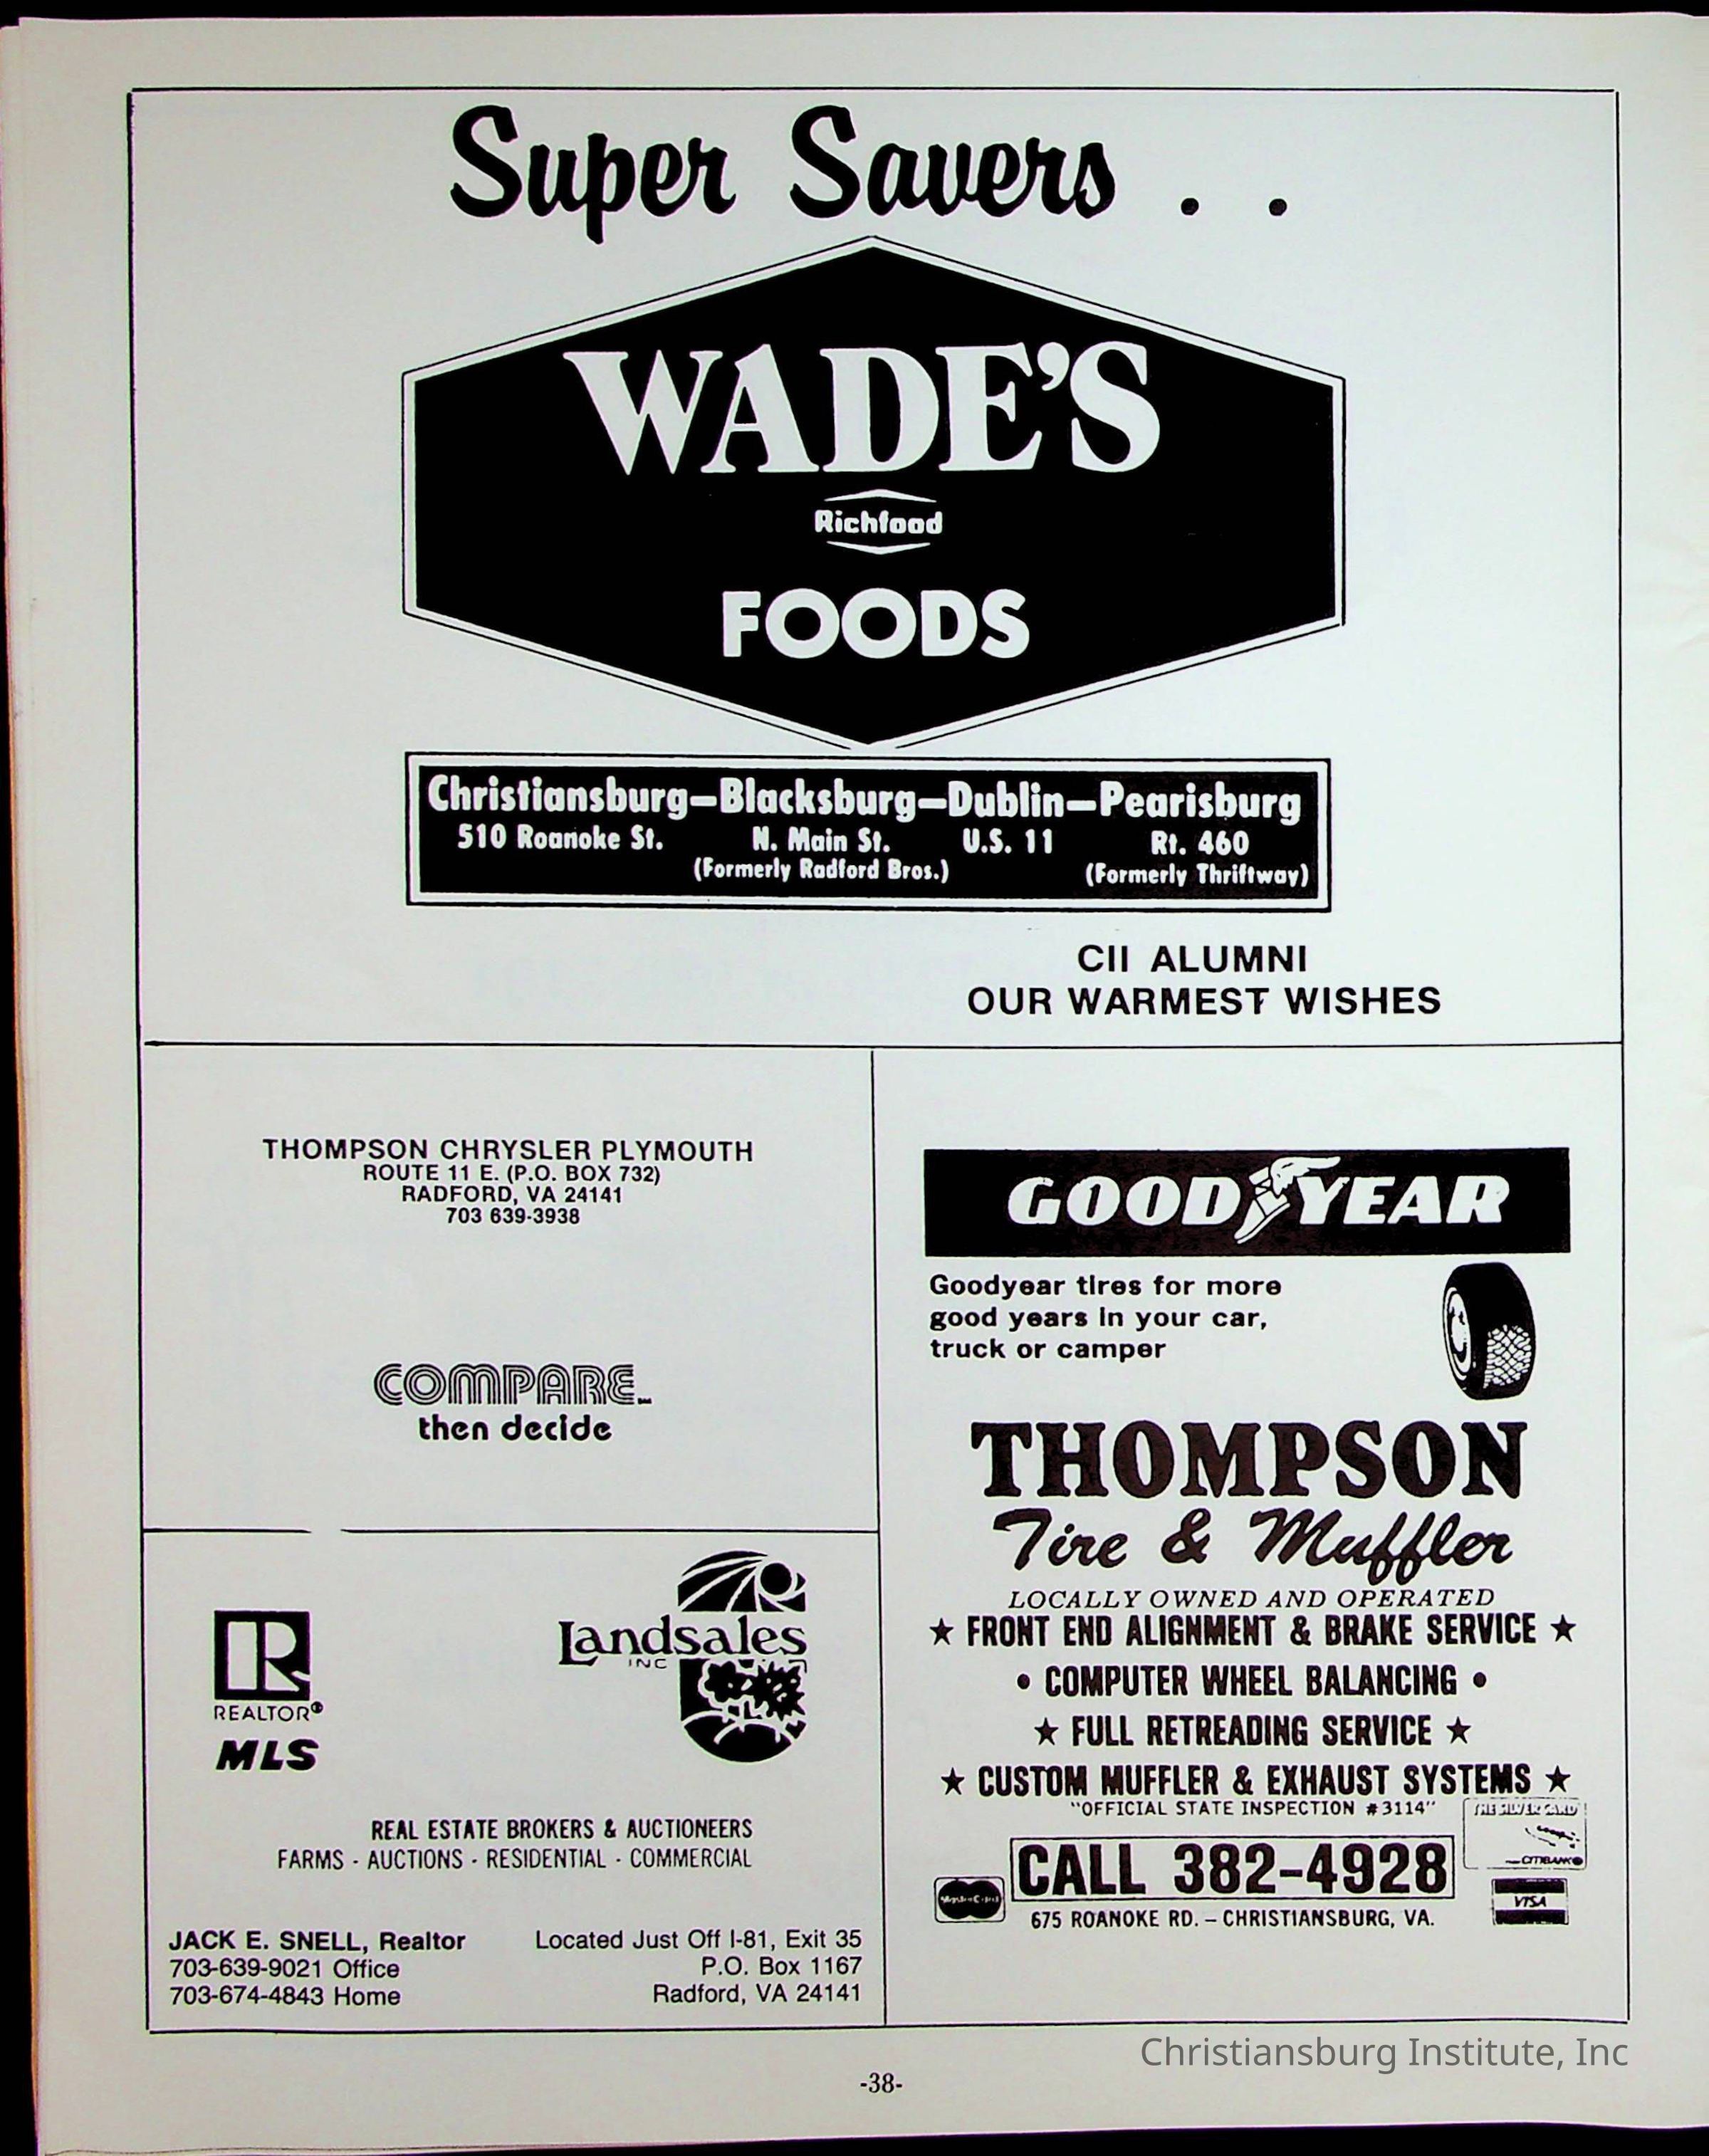 Super Savers . .
WADE'S
Richfood
FOODS
Christiansburg—Blacksburg—Dublin—Pearisburg
510 Roanoke St. N. Main St. U.S. 11 Rt. 460
(Formerly Radford Bros.) (Formerly Thriftway)
CII ALUMNI
OUR WARMEST WISHES
THOMPSON CHRYSLER PLYMOUTH
ROUTE 11 E. (P.O. BOX 732)
RADFORD, VA 24141
703 639-3938
COMPARE...
then decide
REALTOR®
MLS
Landsales
INC
REAL ESTATE BROKERS & AUCTIONEERS
FARMS - AUCTIONS - RESIDENTIAL - COMMERCIAL
JACK E. SNELL, Realtor
703-639-9021 Office
703-674-4843 Home
Located Just Off I-81, Exit 35
P.O. Box 1167
Radford, VA 24141
GOODYEAR
Goodyear tires for more
good years in your car,
truck or camper
THOMPSON
Tire & Muffler
LOCALLY OWNED AND OPERATED
★ FRONT END ALIGNMENT & BRAKE SERVICE ★
• COMPUTER WHEEL BALANCING •
★ FULL RETREADING SERVICE ★
★ CUSTOM MUFFLER & EXHAUST SYSTEMS ★
"OFFICIAL STATE INSPECTION #3114"
THE SILVER CARD
CITIBANK
CALL 382-4928
MasterCard
VISA
675 ROANOKE RD. – CHRISTIANSBURG, VA.
Christiansburg Institute, Inc
-38-